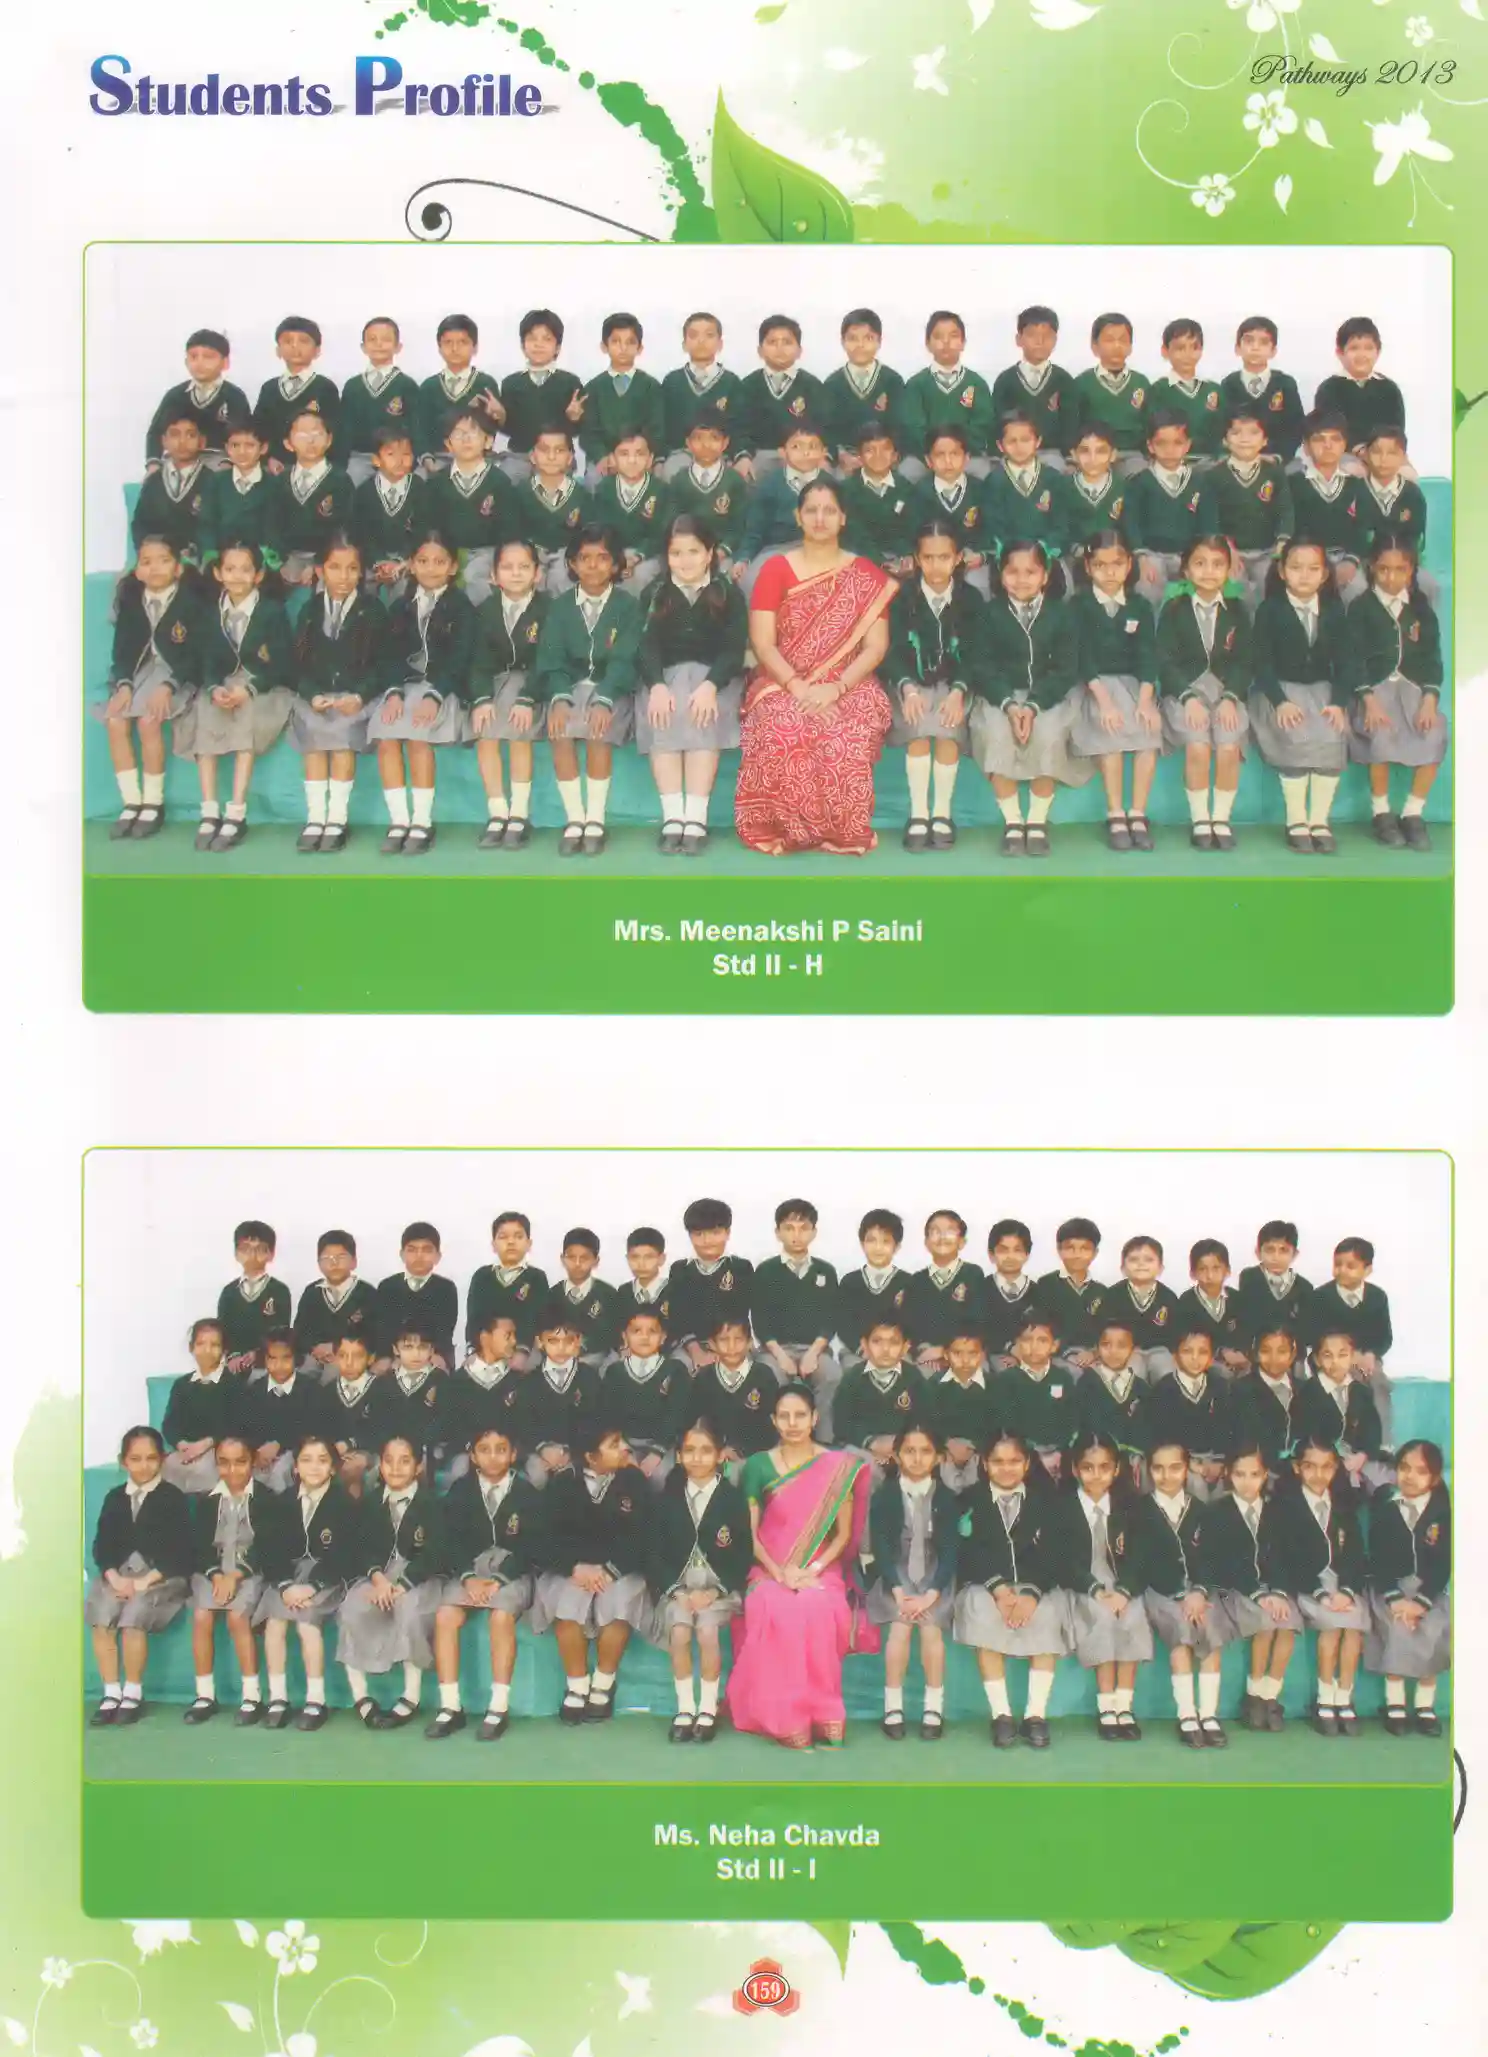 Students Profile
Pathways 2013
Mrs. Meenakshi P Saini
Std II - H
Ms. Neha Chavda
Std II - I
159